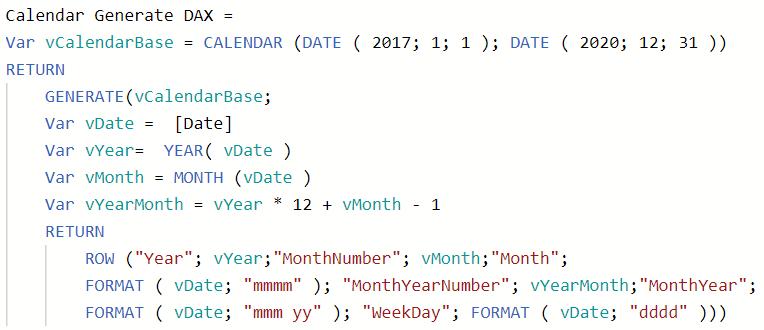 Calendar Generate DAX =
Var vCalendarBase = CALENDAR (DATE ( 2017; 1; 1 ); DATE ( 2020; 12; 31 ))
RETURN
    GENERATE(vCalendarBase;
    Var vDate =  [Date]
    Var vYear=  YEAR( vDate )
    Var vMonth = MONTH (vDate )
    Var vYearMonth = vYear * 12 + vMonth - 1
    RETURN
        ROW ("Year"; vYear;"MonthNumber"; vMonth;"Month";
        FORMAT ( vDate; "mmmm" ); "MonthYearNumber"; vYearMonth;"MonthYear";
        FORMAT ( vDate; "mmm yy" ); "WeekDay"; FORMAT ( vDate; "dddd" )))